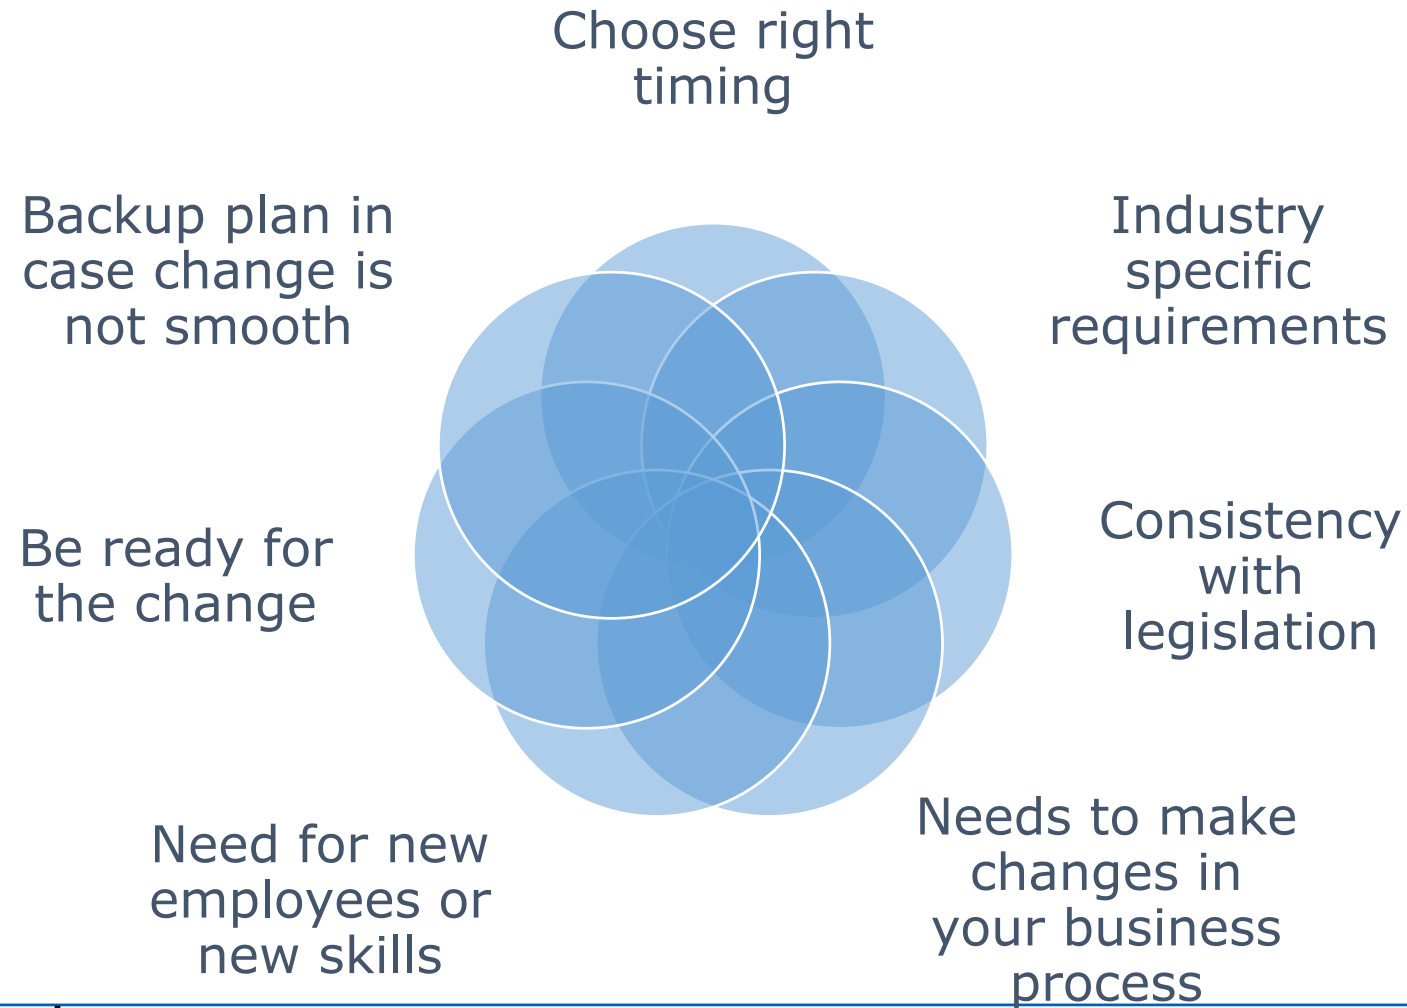 Choose right
timing
Industry
specific
requirements
Consistency
with
legislation
Needs to make
changes in
your business
process
Need for new
employees or
new skills
Be ready for
the change
Backup plan in
case change is
not smooth